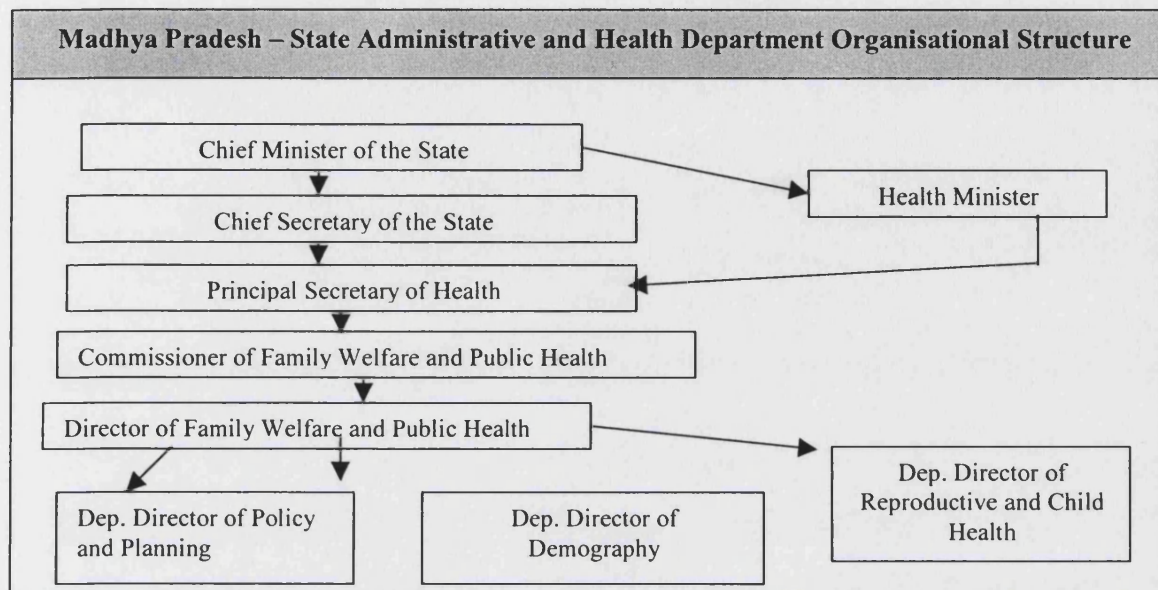 Madhya Pradesh – State Administrative and Health Department Organisational Structure
Chief Minister of the State
Health Minister
Chief Secretary of the State
Principal Secretary of Health
Commissioner of Family Welfare and Public Health
Director of Family Welfare and Public Health
Dep. Director of Policy
and Planning
Dep. Director of
Demography
Dep. Director of
Reproductive and Child
Health